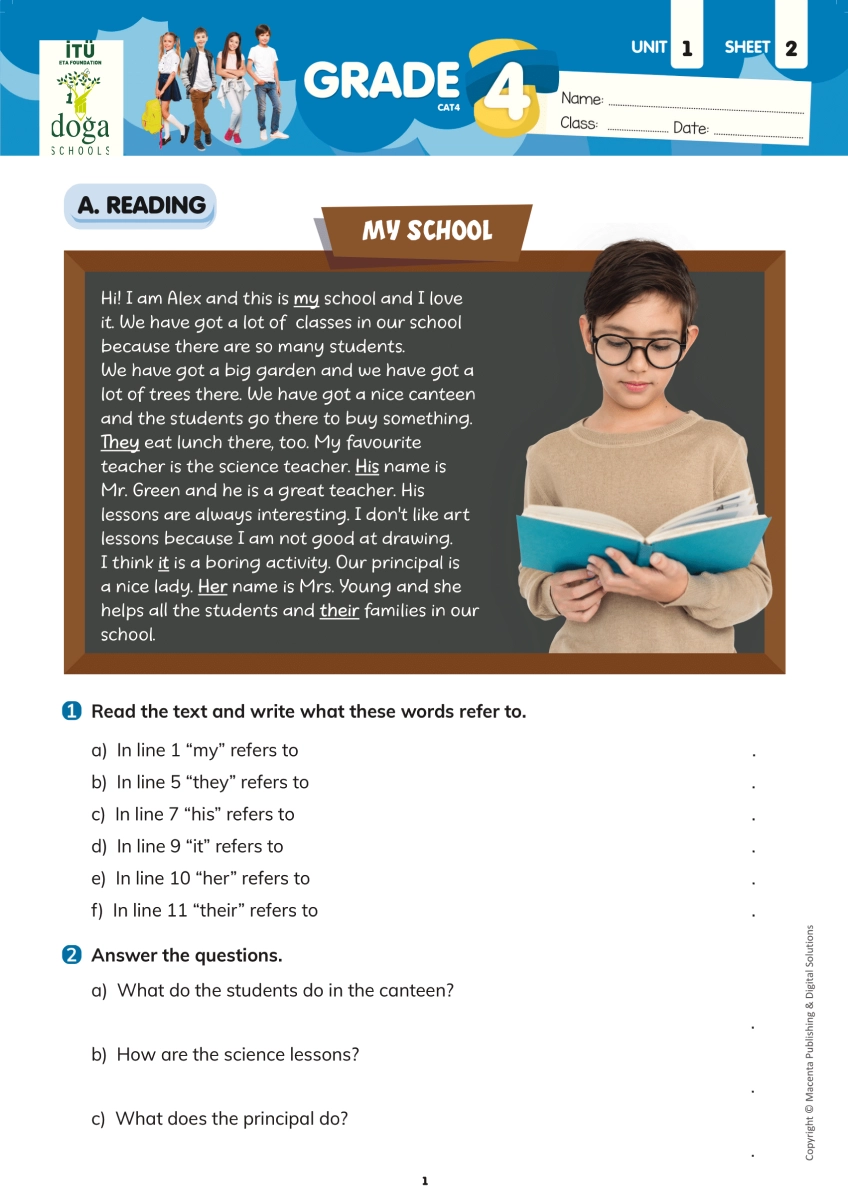 İTÜ
ETA FOUNDATION
1
doğa
SCHOOLS
GRADE 4
CAT4
UNIT 1 SHEET 2
Name: ....................
Class: .................... Date: ....................
A. READING
MY SCHOOL
Hi! I am Alex and this is my school and I love
it. We have got a lot of classes in our school
because there are so many students.
We have got a big garden and we have got a
lot of trees there. We have got a nice canteen
and the students go there to buy something.
They eat lunch there, too. My favourite
teacher is the science teacher. His name is
Mr. Green and he is a great teacher. His
lessons are always interesting. I don't like art
lessons because I am not good at drawing.
I think it is a boring activity. Our principal is
a nice lady. Her name is Mrs. Young and she
helps all the students and their families in our
school.
1 Read the text and write what these words refer to.
a) In line 1 “my” refers to .
b) In line 5 “they” refers to .
c) In line 7 “his” refers to .
d) In line 9 “it” refers to .
e) In line 10 “her” refers to .
f) In line 11 “their” refers to .
2 Answer the questions.
a) What do the students do in the canteen?
.
b) How are the science lessons?
.
c) What does the principal do?
.
Copyright © Macenta Publishing & Digital Solutions
1